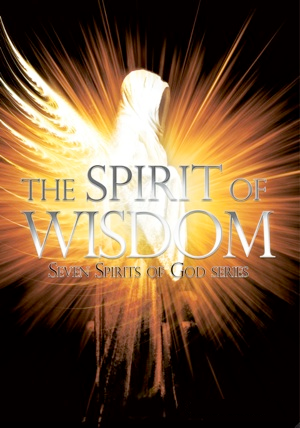 THE SPIRIT OF
WISDOM
SEVEN SPIRITS OF GOD SERIES